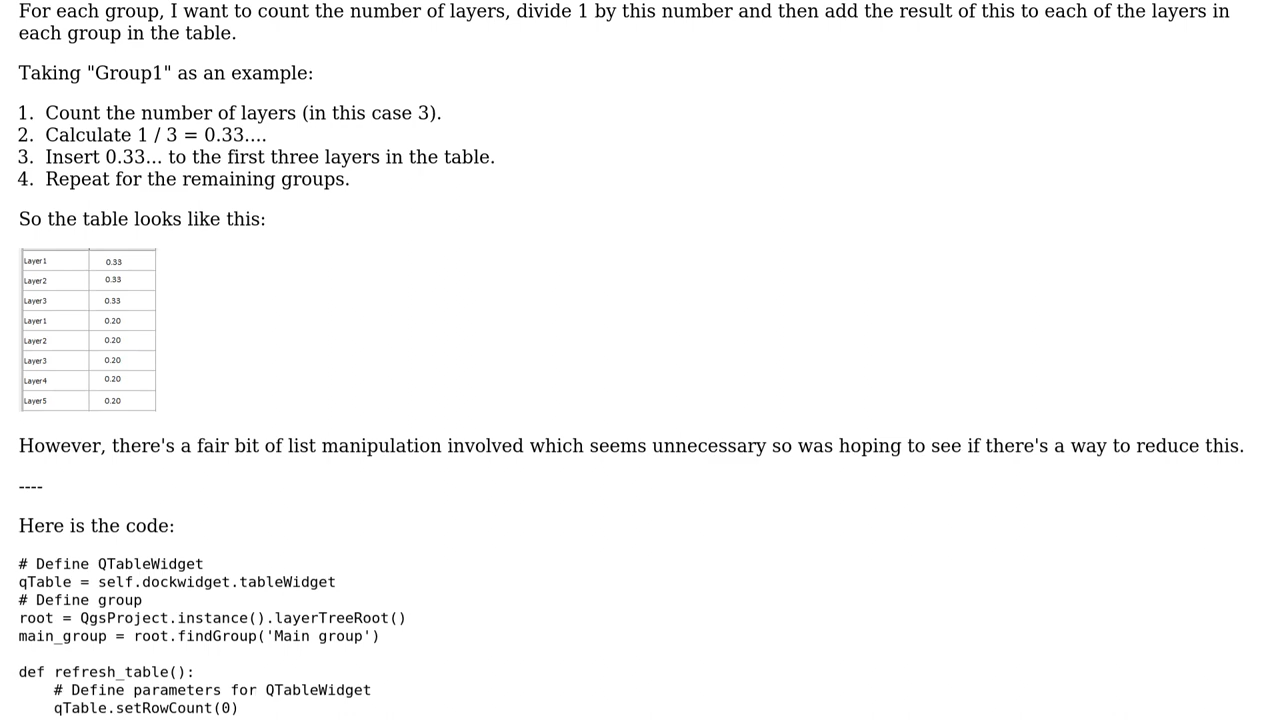 For each group, I want to count the number of layers, divide 1 by this number and then add the result of this to each of the layers in
each group in the table.
Taking "Group1" as an example:
1. Count the number of layers (in this case 3).
2. Calculate 1 / 3 = 0.33....
3. Insert 0.33... to the first three layers in the table.
4. Repeat for the remaining groups.
So the table looks like this:
Layer1 0.33
Layer2 0.33
Layer3 0.33
Layer1 0.20
Layer2 0.20
Layer3 0.20
Layer4 0.20
Layer5 0.20
However, there's a fair bit of list manipulation involved which seems unnecessary so was hoping to see if there's a way to reduce this.
----
Here is the code:
# Define QTableWidget
qTable = self.dockwidget.tableWidget
# Define group
root = QgsProject.instance().layerTreeRoot()
main_group = root.findGroup('Main group')
def refresh_table():
    # Define parameters for QTableWidget
    qTable.setRowCount(0)